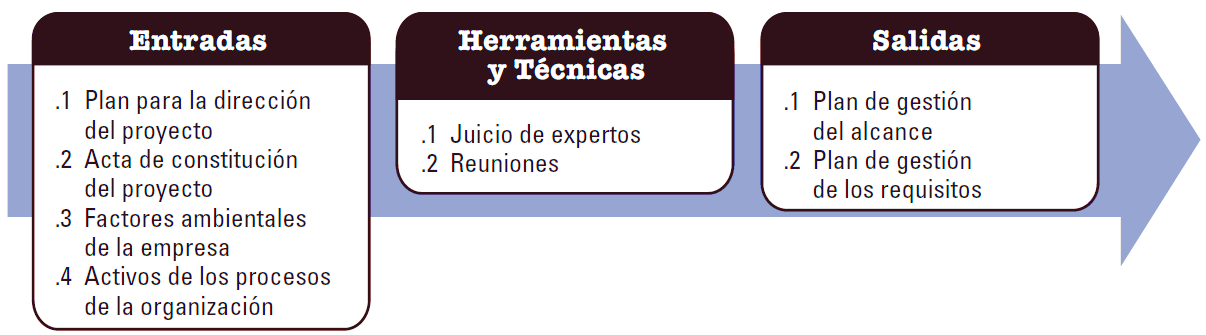 Entradas
.1 Plan para la dirección
del proyecto
.2 Acta de constitución
del proyecto
.3 Factores ambientales
de la empresa
.4 Activos de los procesos
de la organización
Herramientas
y Técnicas
.1 Juicio de expertos
.2 Reuniones
Salidas
.1 Plan de gestión
del alcance
.2 Plan de gestión
de los requisitos